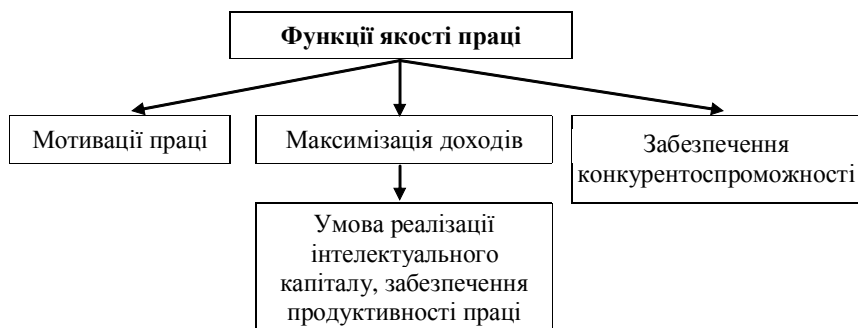 Функції якості праці
Мотивації праці
Максимізація доходів
Забезпечення
конкурентоспроможності
Умова реалізації
інтелектуального
капіталу, забезпечення
продуктивності праці